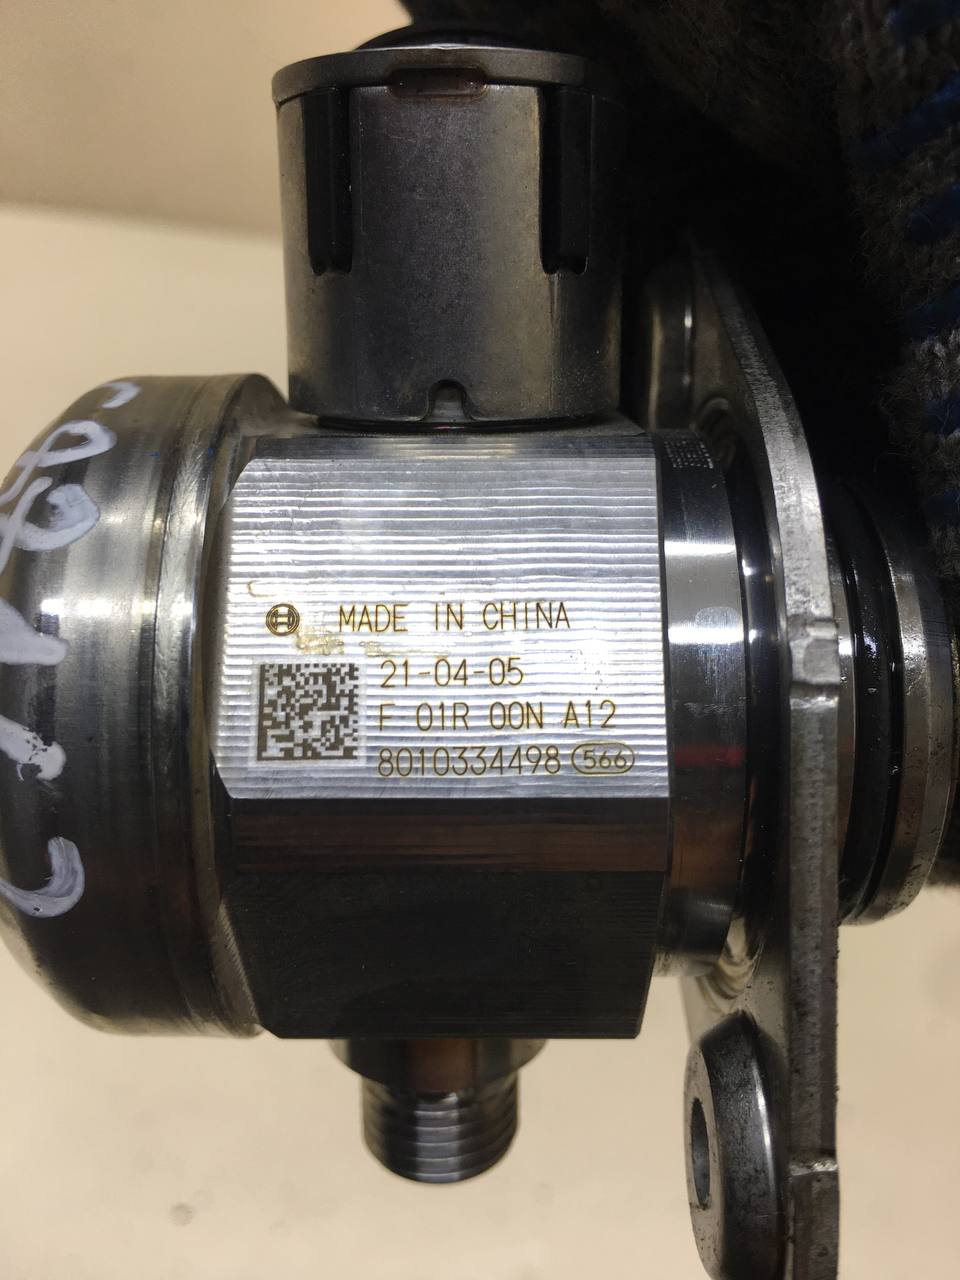 MADE IN CHINA
21-04-05
F 01R 00N A12
8010334498 566